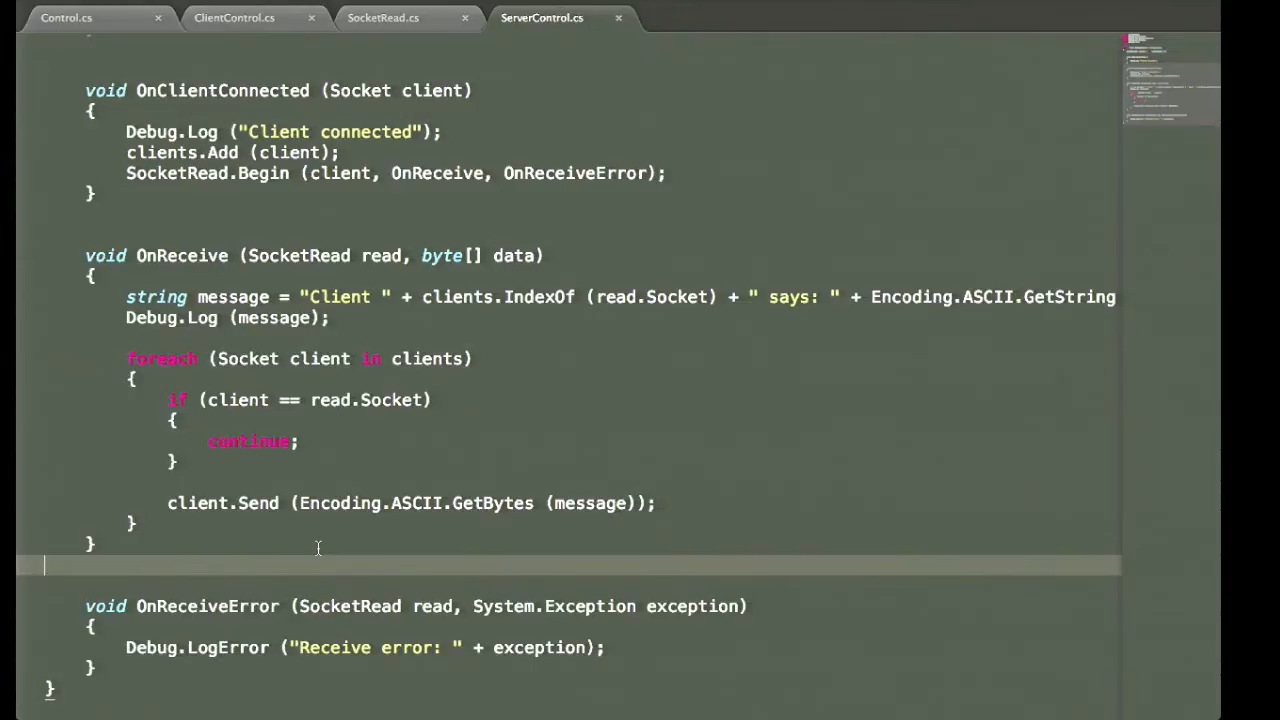 Control.cs × ClientControl.cs × SocketRead.cs × ServerControl.cs ×
void OnClientConnected (Socket client)
{
Debug.Log ("Client connected");
clients.Add (client);
SocketRead.Begin (client, OnReceive, OnReceiveError);
}
void OnReceive (SocketRead read, byte[] data)
{
string message = "Client " + clients.IndexOf (read.Socket) + " says: " + Encoding.ASCII.GetString
Debug.Log (message);
foreach (Socket client in clients)
{
if (client == read.Socket)
{
continue;
}
client.Send (Encoding.ASCII.GetBytes (message));
}
}
void OnReceiveError (SocketRead read, System.Exception exception)
{
Debug.LogError ("Receive error: " + exception);
}
}